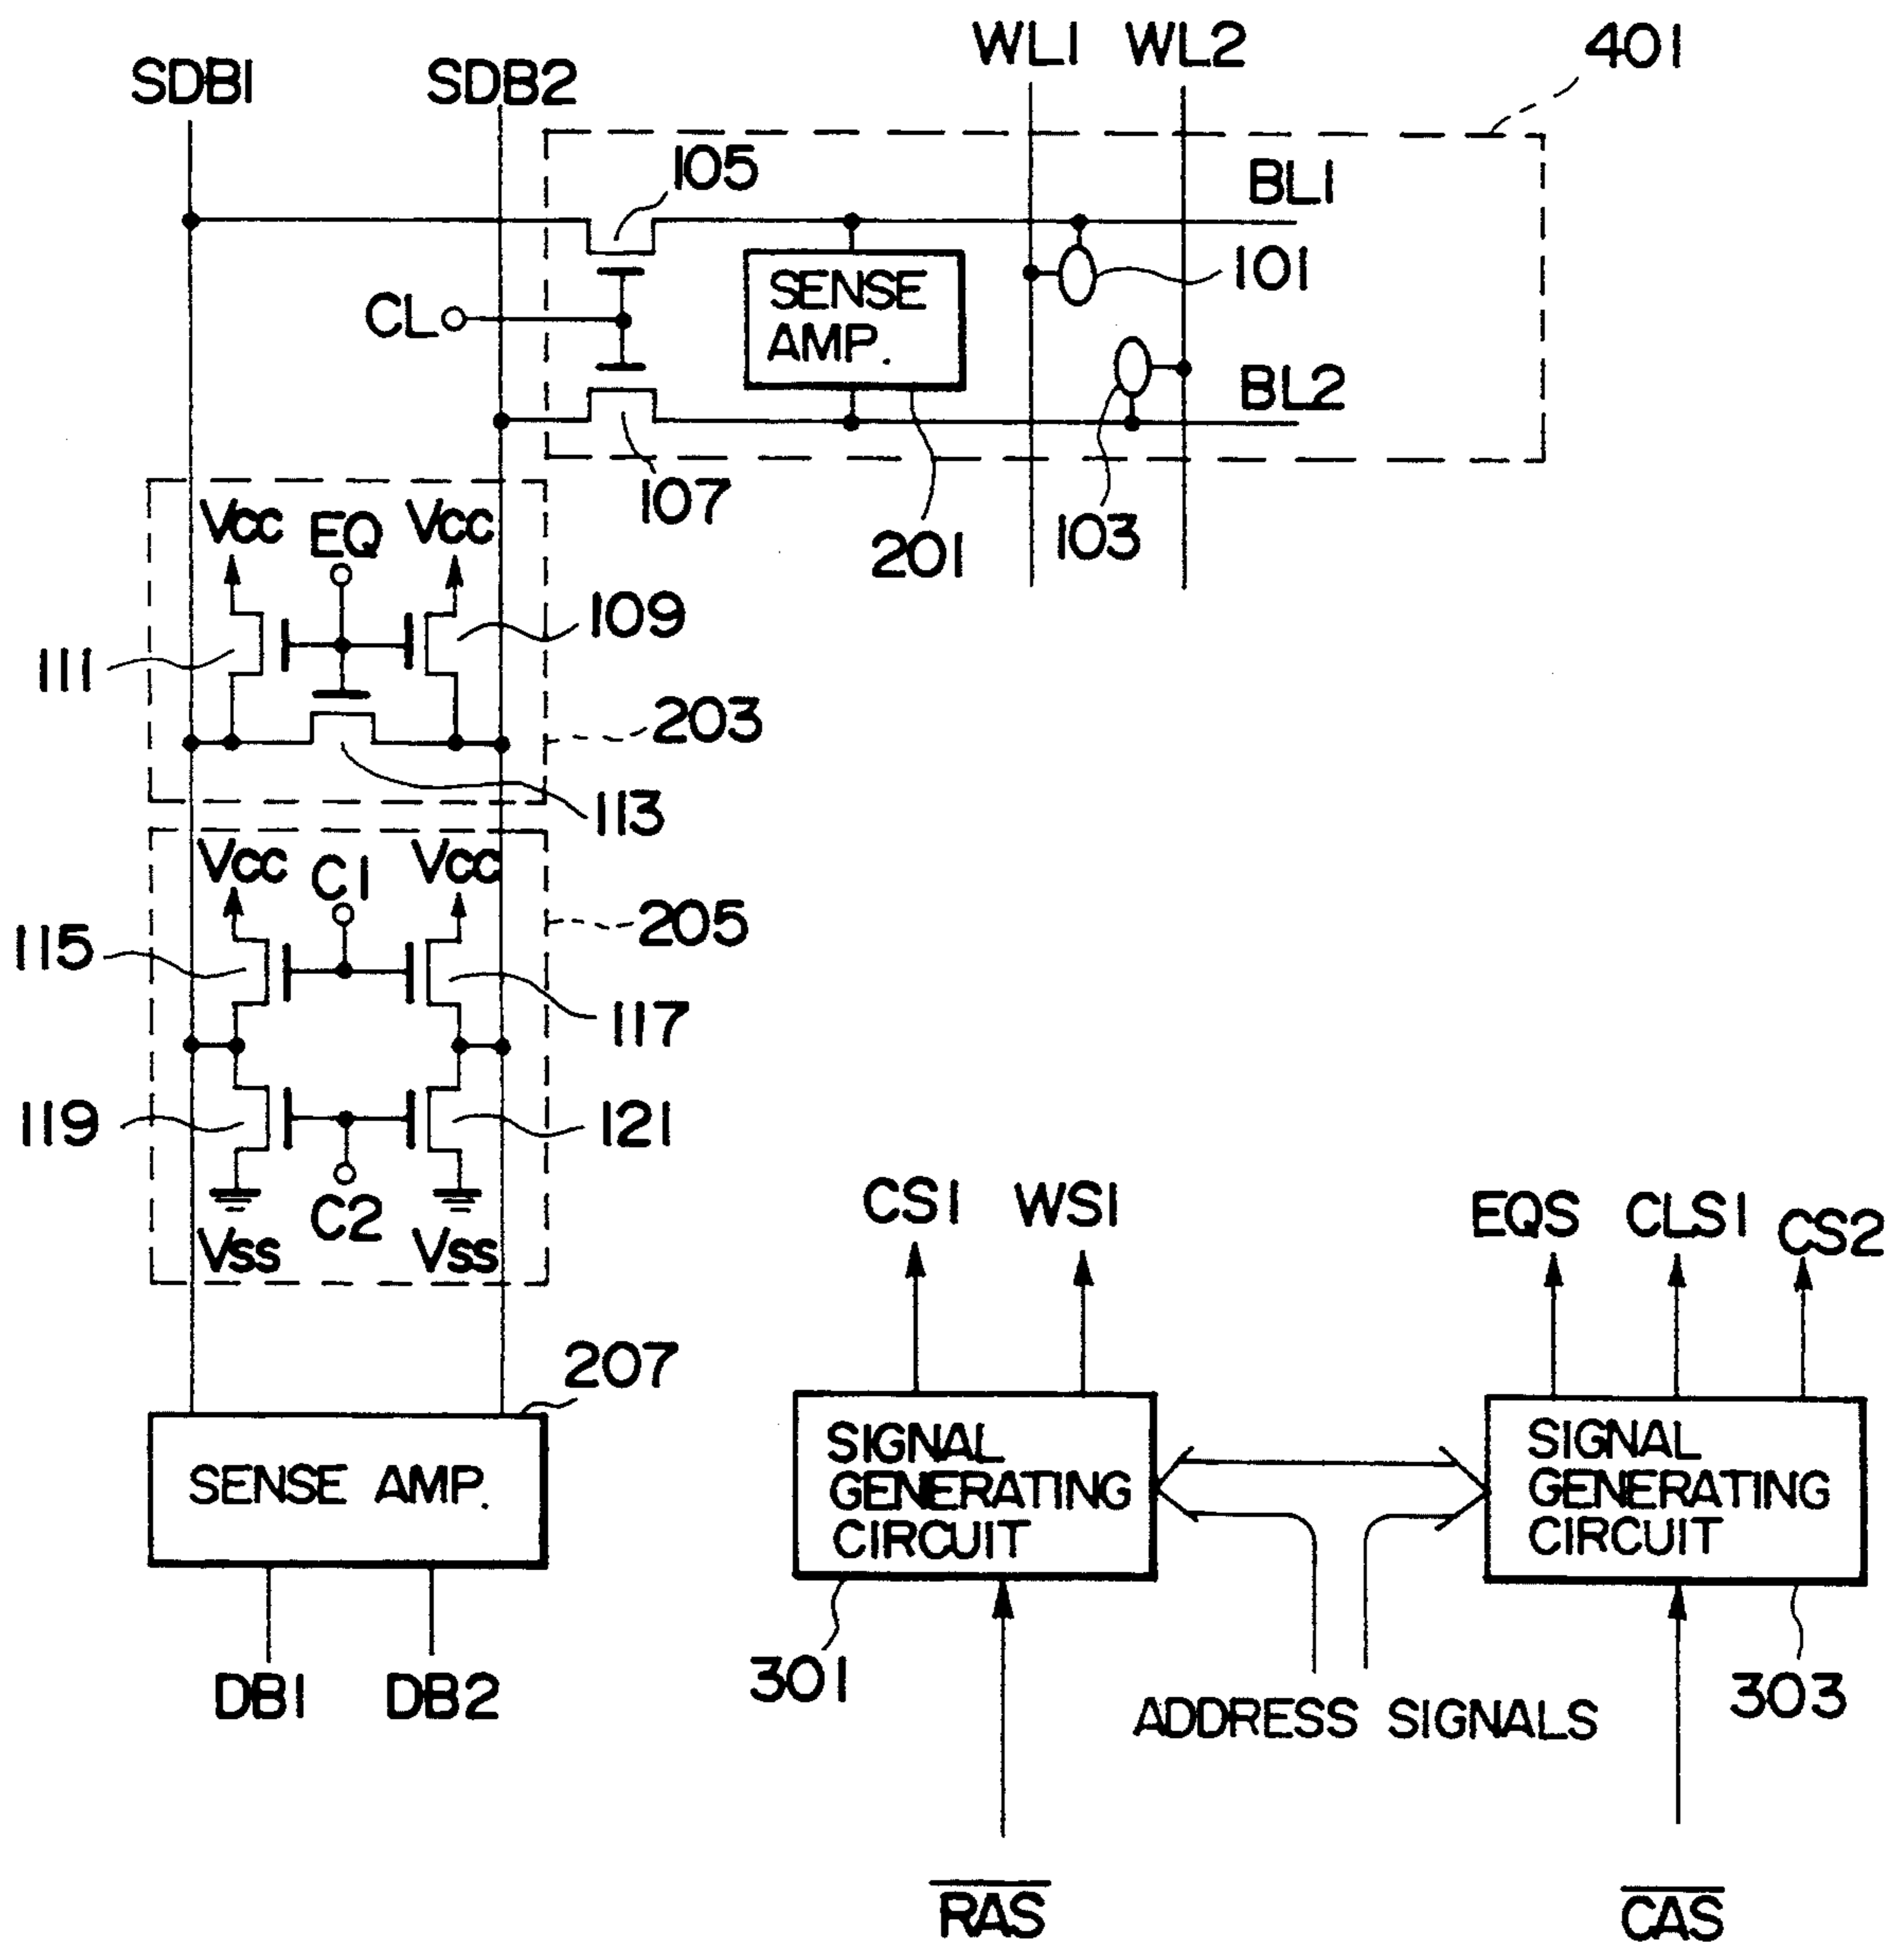 SDB1
SDB2
WL1
WL2
401
105
BL1
SENSE
AMP.
101
CL
BL2
107
201
103
Vcc
EQ
Vcc
109
111
203
113
Vcc
C1
Vcc
205
115
117
119
121
C2
Vss
Vss
207
SENSE AMP.
DB1
DB2
CS1
WS1
EQS
CLS1
CS2
SIGNAL
GENERATING
CIRCUIT
SIGNAL
GENERATING
CIRCUIT
301
303
ADDRESS SIGNALS
R̅A̅S̅
C̅A̅S̅